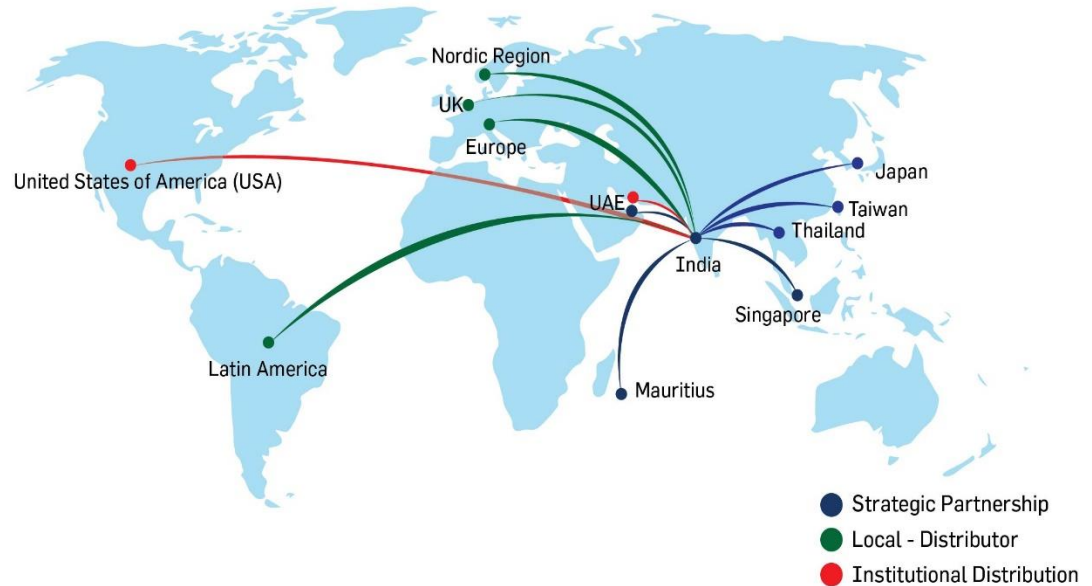 Nordic Region
UK
Europe
United States of America (USA)
Japan
UAE
Taiwan
Thailand
India
Singapore
Latin America
Mauritius
Strategic Partnership
Local - Distributor
Institutional Distribution